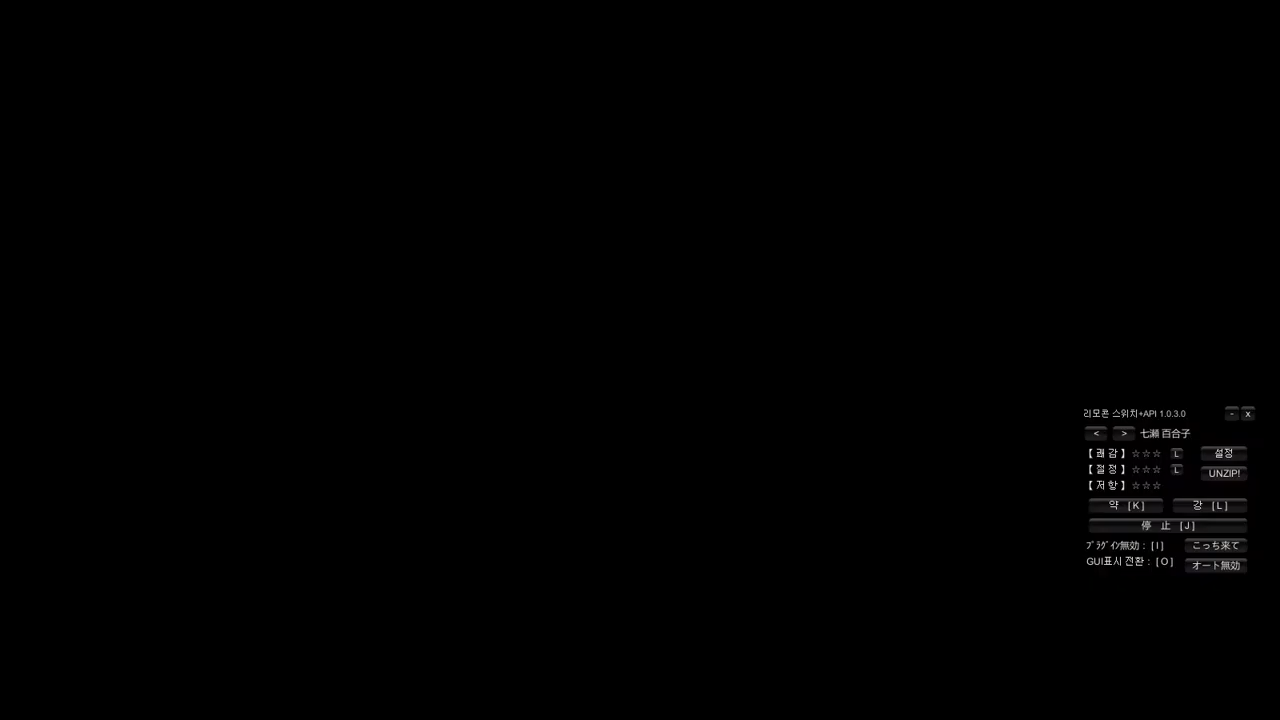 리모콘 스위치+API 1.0.3.0 - x
< > 七瀬 百合子
【쾌감】☆☆☆ L 설정
【절정】☆☆☆ L UNZIP!
【저항】☆☆☆
약 [K] 강 [L]
停 止 [J]
ﾌﾟﾗｸﾞｲﾝ無効 : [I] こっち来て
GUI표시 전환 : [O] オート無効